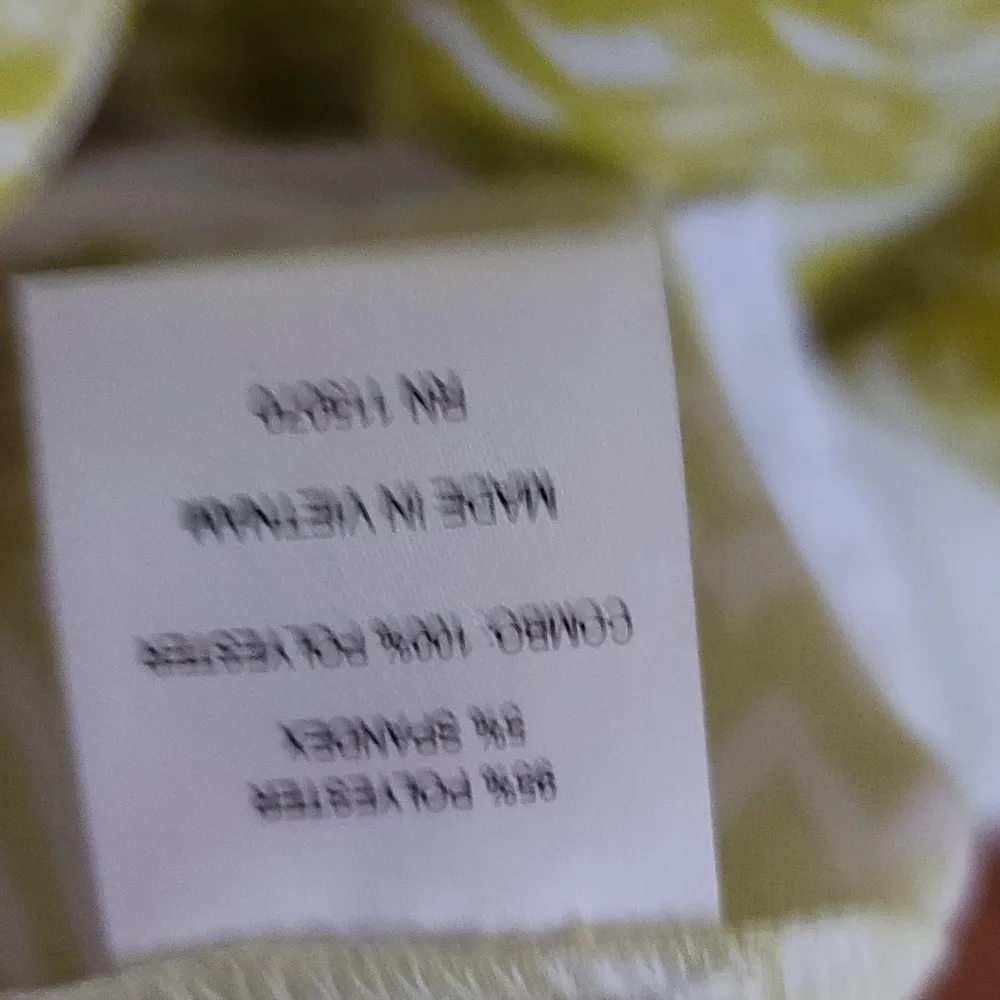 95% POLYESTER
5% SPANDEX
COMBO: 100% POLYESTER
MADE IN VIETNAM
RN